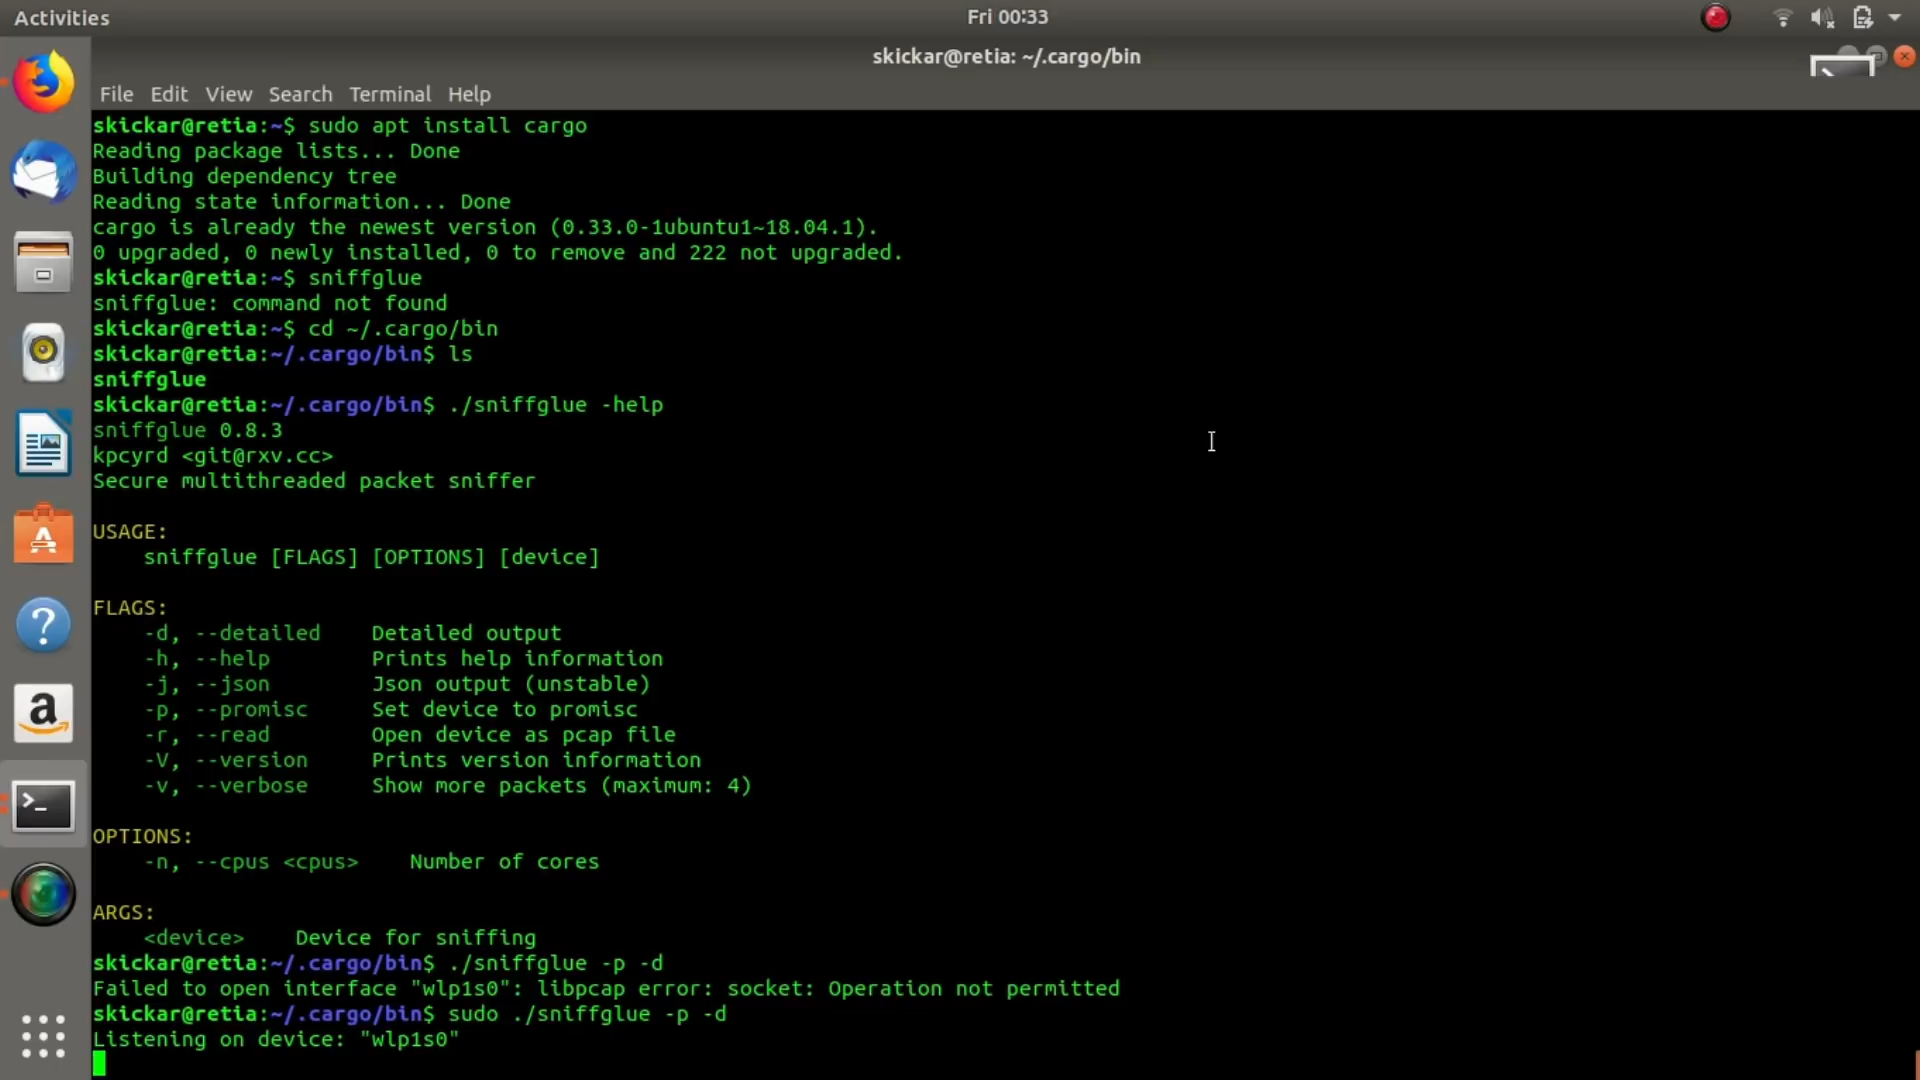 Activities
Fri 00:33
skickar@retia: ~/.cargo/bin
File Edit View Search Terminal Help
skickar@retia:~$ sudo apt install cargo
Reading package lists... Done
Building dependency tree
Reading state information... Done
cargo is already the newest version (0.33.0-1ubuntu1~18.04.1).
0 upgraded, 0 newly installed, 0 to remove and 222 not upgraded.
skickar@retia:~$ sniffglue
sniffglue: command not found
skickar@retia:~$ cd ~/.cargo/bin
skickar@retia:~/.cargo/bin$ ls
sniffglue
skickar@retia:~/.cargo/bin$ ./sniffglue -help
sniffglue 0.8.3
kpcyrd <git@rxv.cc>
Secure multithreaded packet sniffer
USAGE:
sniffglue [FLAGS] [OPTIONS] [device]
FLAGS:
-d, --detailed Detailed output
-h, --help Prints help information
-j, --json Json output (unstable)
-p, --promisc Set device to promisc
-r, --read Open device as pcap file
-V, --version Prints version information
-v, --verbose Show more packets (maximum: 4)
OPTIONS:
-n, --cpus <cpus> Number of cores
ARGS:
<device> Device for sniffing
skickar@retia:~/.cargo/bin$ ./sniffglue -p -d
Failed to open interface "wlp1s0": libpcap error: socket: Operation not permitted
skickar@retia:~/.cargo/bin$ sudo ./sniffglue -p -d
Listening on device: "wlp1s0"